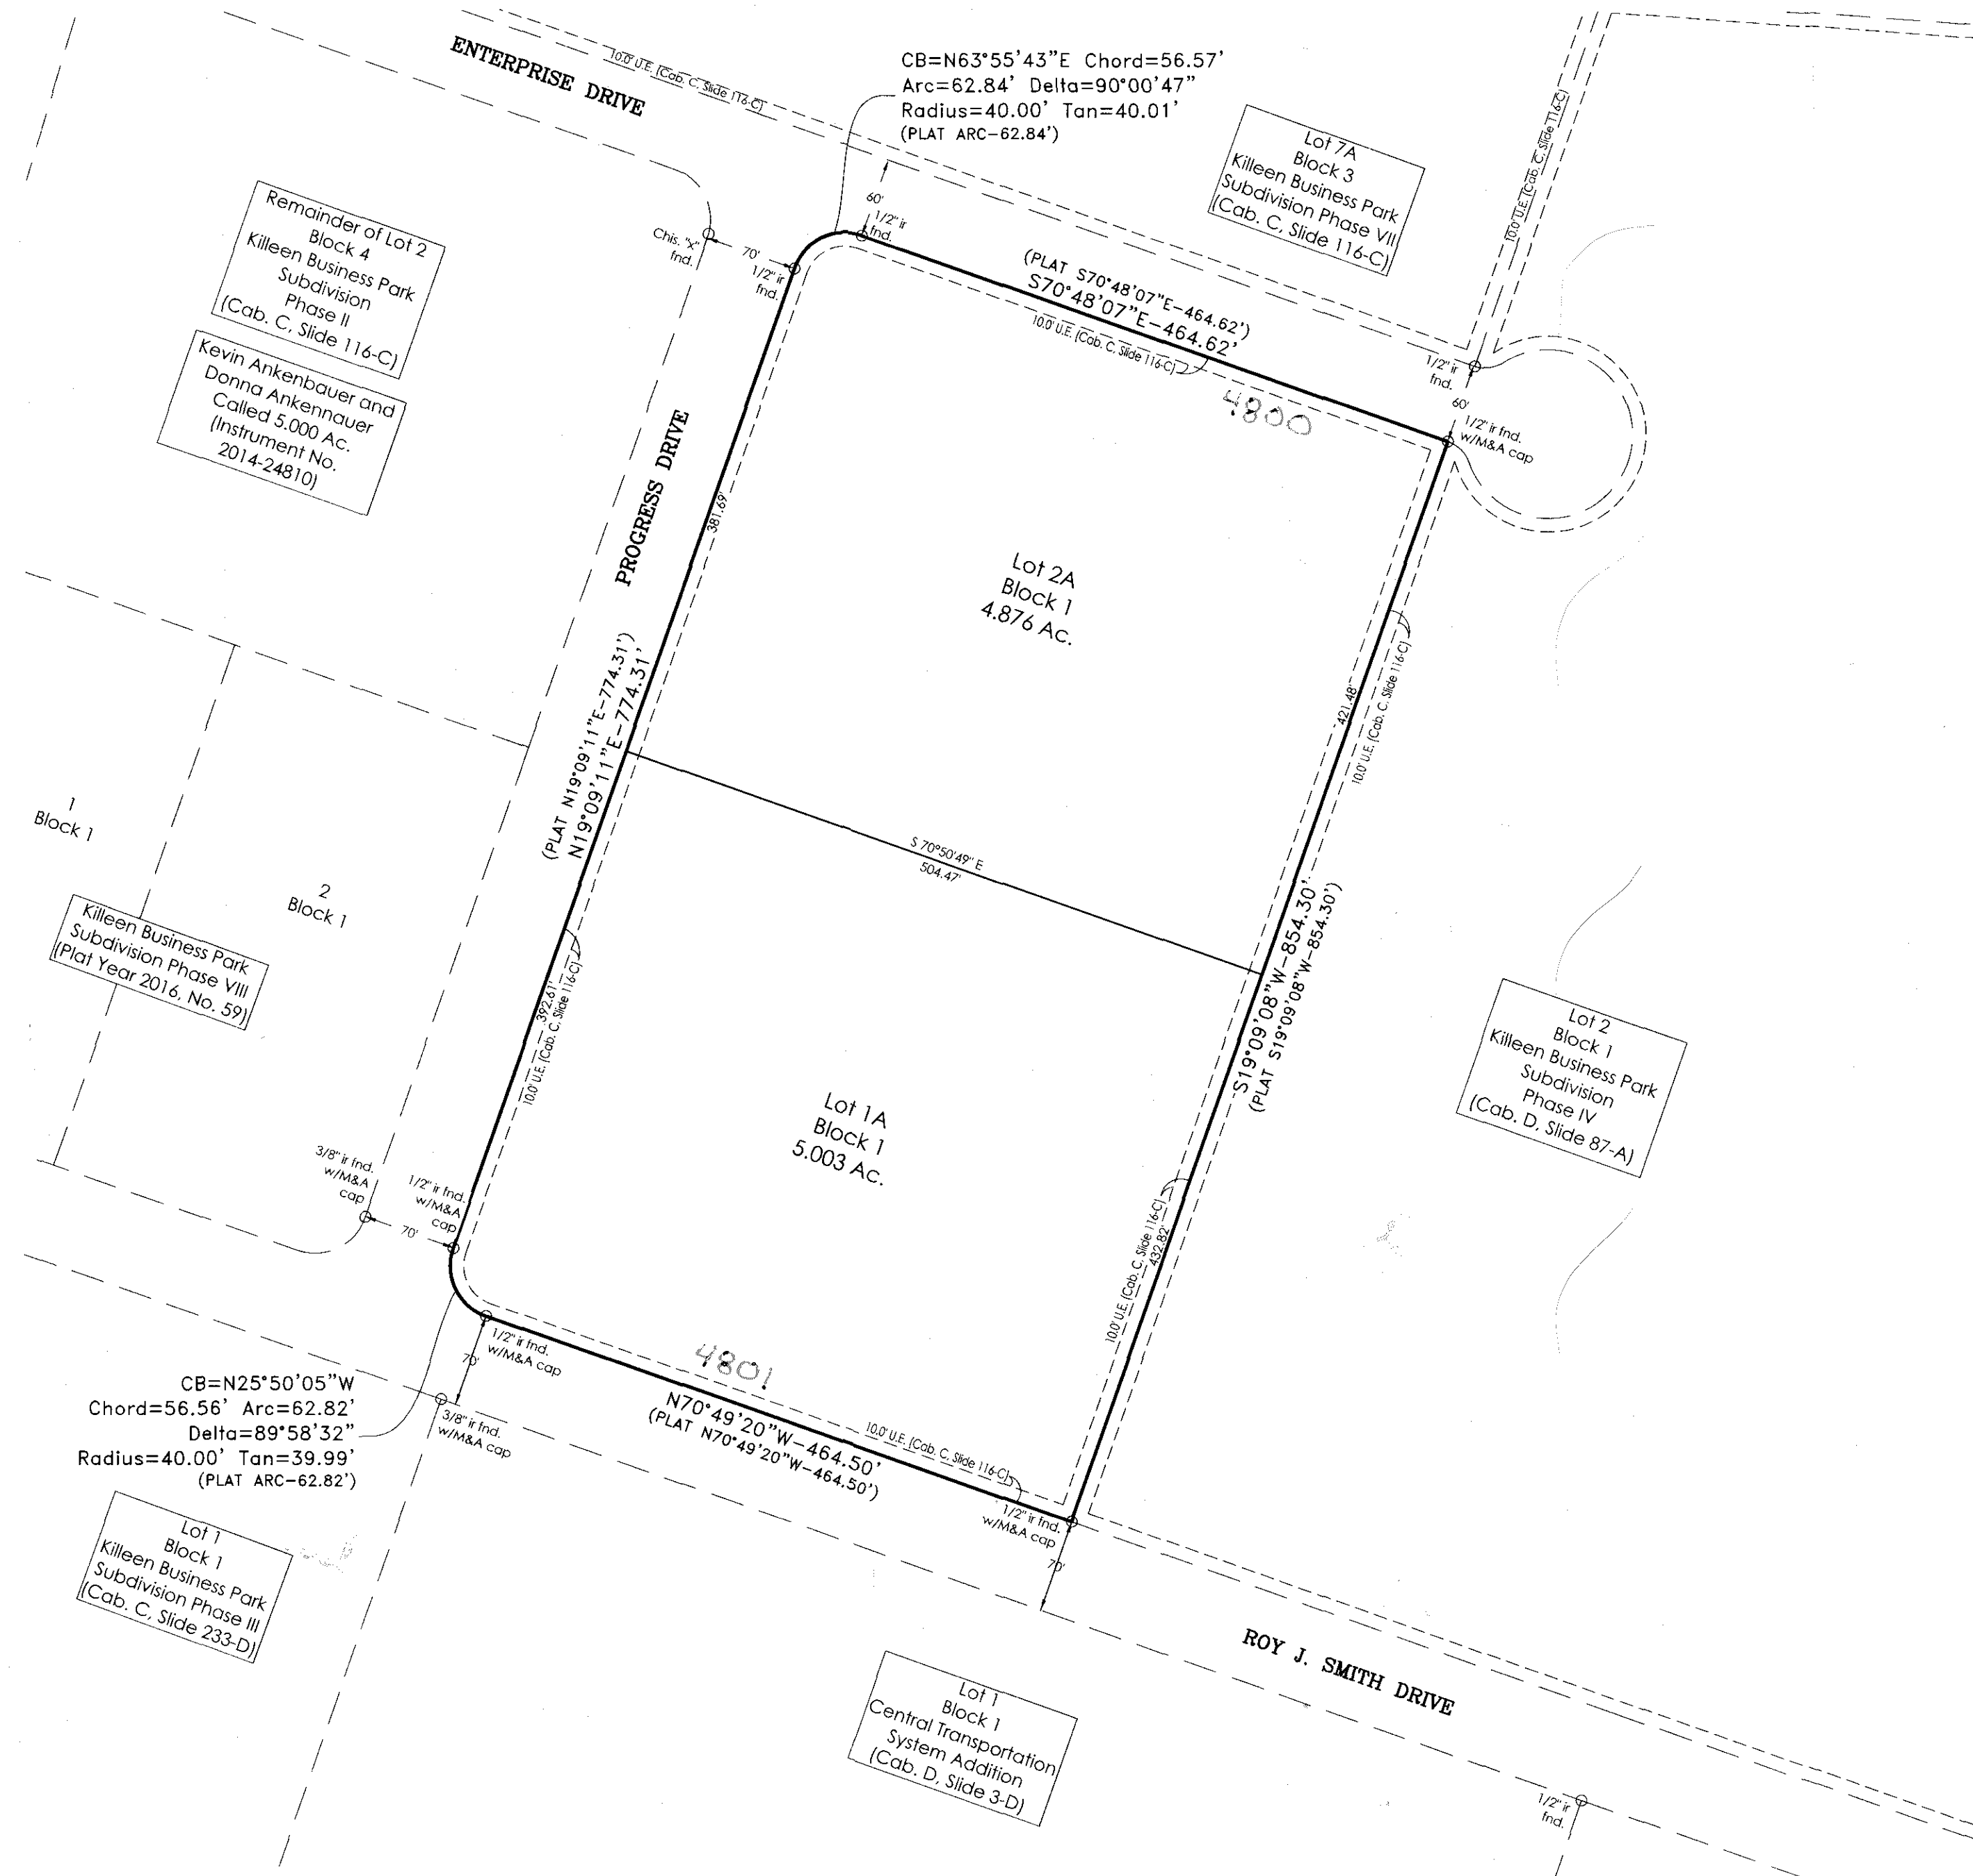 ENTERPRISE DRIVE
10.0' U.E. (Cab. C, Slide 116-C)
CB=N63°55'43"E Chord=56.57'
Arc=62.84' Delta=90°00'47"
Radius=40.00' Tan=40.01'
(PLAT ARC-62.84')
Lot 7A
Block 3
Killeen Business Park
Subdivision Phase VII
(Cab. C, Slide 116-C)
10.0' U.E. (Cab. C, Slide 116-C)
Remainder of Lot 2
Block 4
Killeen Business Park
Subdivision
Phase II
(Cab. C, Slide 116-C)
Kevin Ankenbauer and
Donna Ankennauer
Called 5.000 Ac.
(Instrument No.
2014-24810)
Chis. "x"
fnd.
70'
1/2" ir
fnd.
60'
1/2" ir
fnd.
(PLAT S70°48'07"E-464.62')
S70°48'07"E-464.62'
10.0' U.E. (Cab. C, Slide 116-C)
4800
1/2" ir
fnd.
60'
1/2" ir fnd.
w/M&A cap
PROGRESS DRIVE
381.69'
Lot 2A
Block 1
4.876 Ac.
421.48'
10.0' U.E. (Cab. C, Slide 116-C)
(PLAT N19°09'11"E-774.31')
N19°09'11"E-774.31'
S 70°50'49" E
504.47'
S19°09'08"W-854.30'
(PLAT S19°09'08"W-854.30')
1
Block 1
2
Block 1
Killeen Business Park
Subdivision Phase VIII
(Plat Year 2016, No. 59)
392.61'
10.0' U.E. (Cab. C, Slide 116-C)
Lot 1A
Block 1
5.003 Ac.
Lot 2
Block 1
Killeen Business Park
Subdivision
Phase IV
(Cab. D, Slide 87-A)
10.0' U.E. (Cab. C, Slide 116-C)
432.82'
3/8" ir fnd.
w/M&A
cap
70'
1/2" ir fnd.
w/M&A
cap
1/2" ir fnd.
w/M&A cap
70'
3/8" ir fnd.
w/M&A cap
CB=N25°50'05"W
Chord=56.56' Arc=62.82'
Delta=89°58'32"
Radius=40.00' Tan=39.99'
(PLAT ARC-62.82')
4801
N70°49'20"W-464.50'
(PLAT N70°49'20"W-464.50')
10.0' U.E. (Cab. C, Slide 116-C)
1/2" ir fnd.
w/M&A cap
70'
Lot 1
Block 1
Killeen Business Park
Subdivision Phase III
(Cab. C, Slide 233-D)
Lot 1
Block 1
Central Transportation
System Addition
(Cab. D, Slide 3-D)
ROY J. SMITH DRIVE
1/2" ir
fnd.